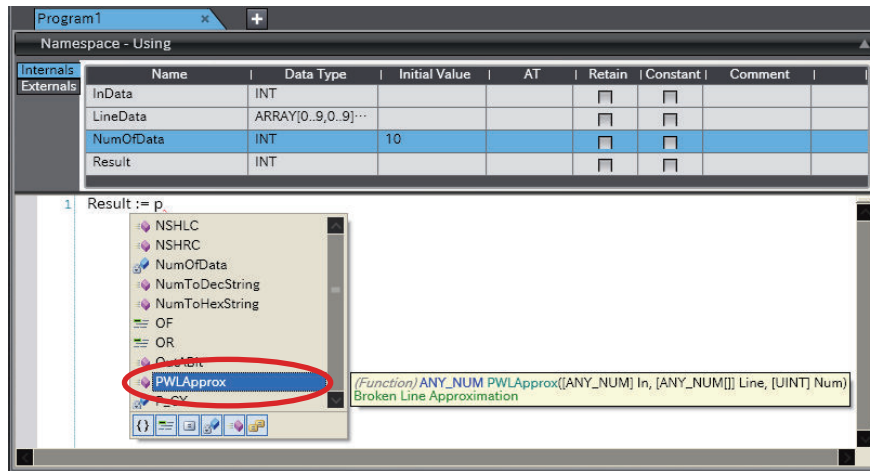 Program1 × +
Namespace - Using
Internals
Externals
Name Data Type Initial Value AT Retain Constant Comment
InData INT
LineData ARRAY[0..9,0..9]···
NumOfData INT 10
Result INT
1 Result := p
NSHLC
NSHRC
NumOfData
NumToDecString
NumToHexString
OF
OR
OutABit
PWLApprox
P_CY
(Function) ANY_NUM PWLApprox([ANY_NUM] In, [ANY_NUM[]] Line, [UINT] Num)
Broken Line Approximation
{}